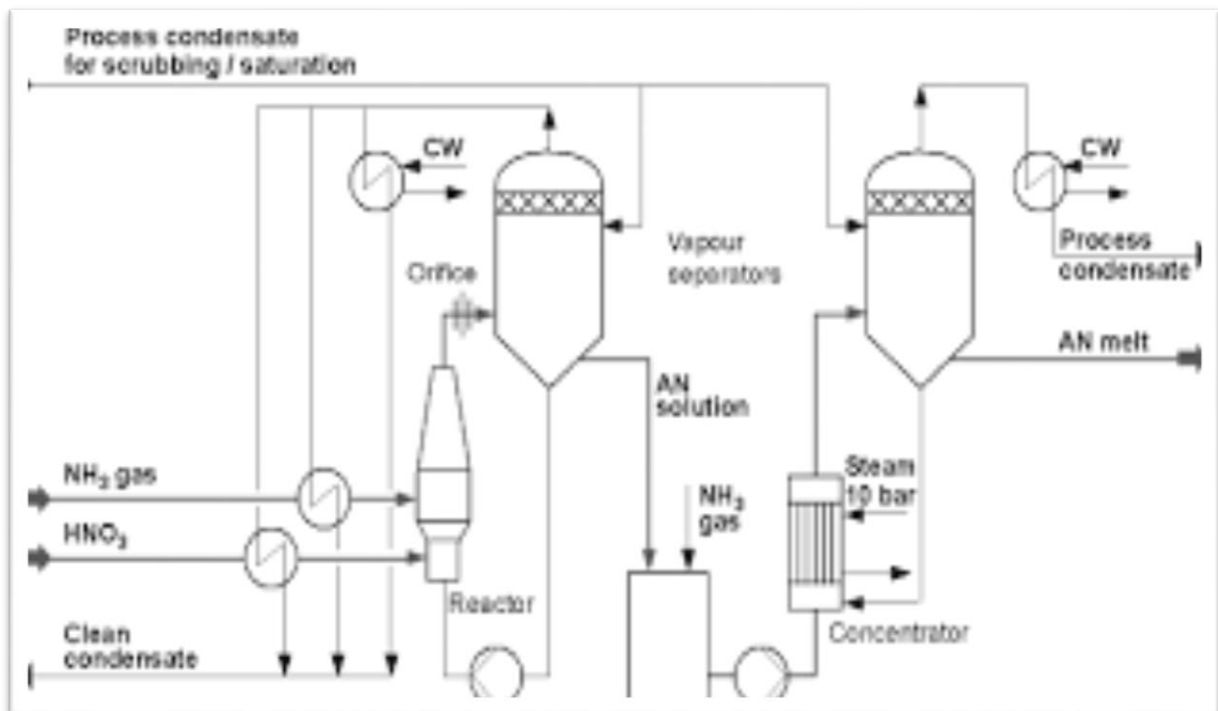 Process condensate
for scrubbing / saturation
CW
CW
Orifice
Vapour
separators
Process
condensate
AN melt
AN
solution
NH₃ gas
HNO₃
NH₃
gas
Steam
10 bar
Reactor
Concentrator
Clean
condensate